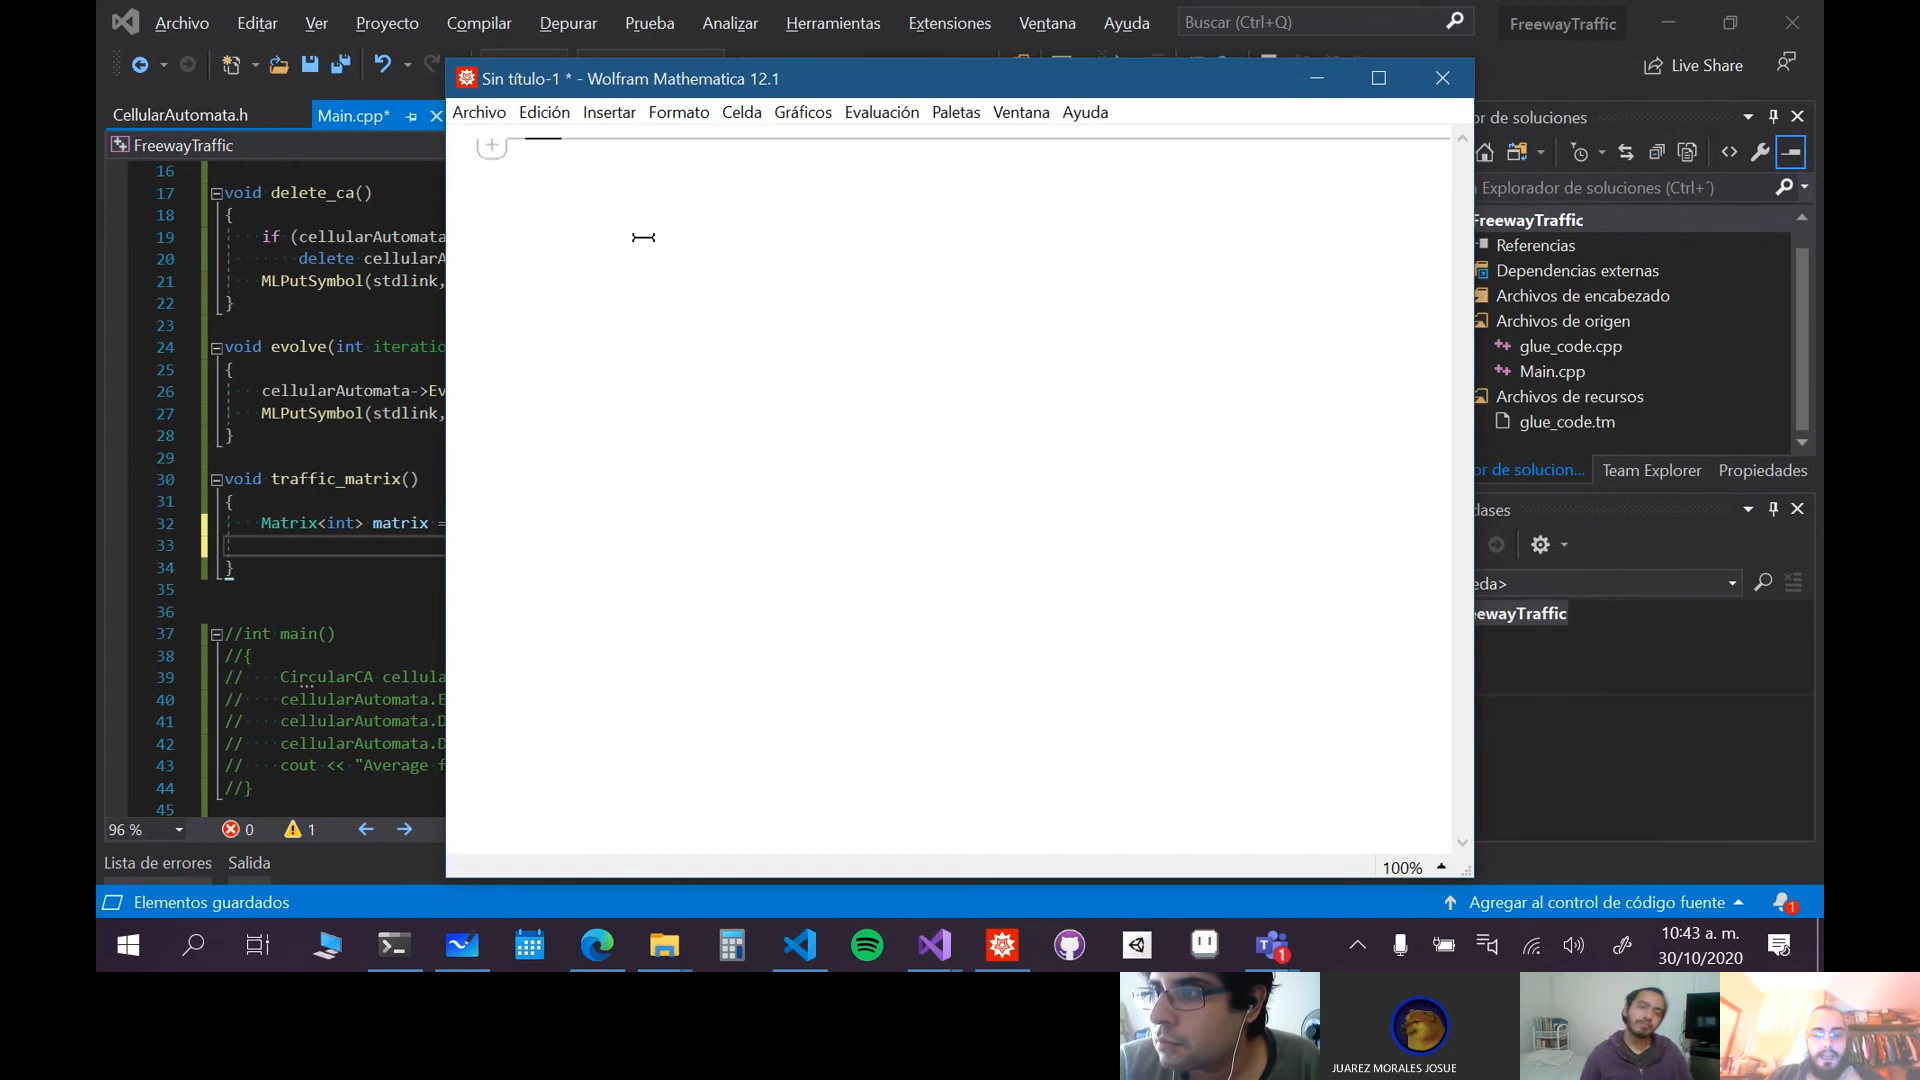 Archivo Editar Ver Proyecto Compilar Depurar Prueba Analizar Herramientas Extensiones Ventana Ayuda Buscar (Ctrl+Q) FreewayTraffic
Live Share
Sin título-1 * - Wolfram Mathematica 12.1
Archivo Edición Insertar Formato Celda Gráficos Evaluación Paletas Ventana Ayuda
CellularAutomata.h Main.cpp*
FreewayTraffic
16
17 void delete_ca()
18 {
19 if (cellularAutomata
20 delete cellularA
21 MLPutSymbol(stdlink,
22 }
23
24 void evolve(int iteratio
25 {
26 cellularAutomata->Ev
27 MLPutSymbol(stdlink,
28 }
29
30 void traffic_matrix()
31 {
32 Matrix<int> matrix =
33
34 }
35
36
37 //int main()
38 //{
39 // CircularCA cellula
40 // cellularAutomata.E
41 // cellularAutomata.D
42 // cellularAutomata.D
43 // cout << "Average f
44 //}
45
96 % 0 1
100%
Lista de errores Salida
or de soluciones
Explorador de soluciones (Ctrl+´)
FreewayTraffic
Referencias
Dependencias externas
Archivos de encabezado
Archivos de origen
glue_code.cpp
Main.cpp
Archivos de recursos
glue_code.tm
or de solucion... Team Explorer Propiedades
clases
eda>
ewayTraffic
Elementos guardados Agregar al control de código fuente 1
1
10:43 a. m.
30/10/2020
JUAREZ MORALES JOSUE